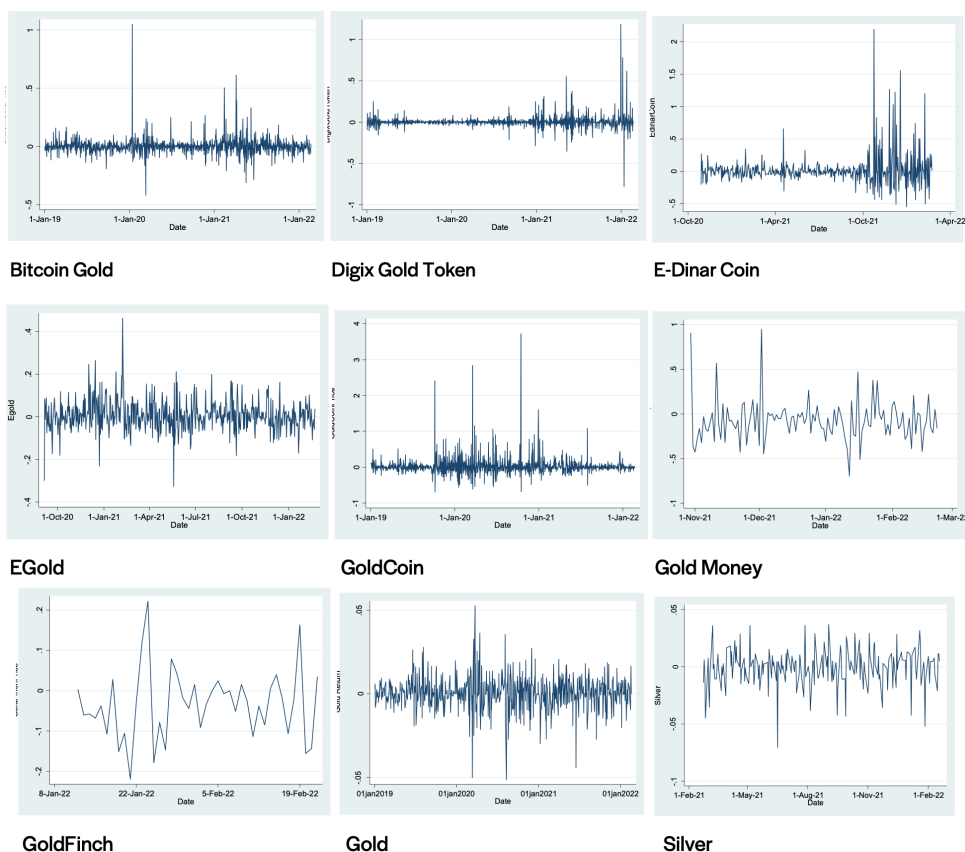 1
.5
0
-.5
1-Jan-19 1-Jan-20 1-Jan-21 1-Jan-22
Date
Bitcoin Gold
1
.5
0
-.5
-1
1-Jan-19 1-Jan-20 1-Jan-21 1-Jan-22
Date
Digix Gold Token
EdinarCoin
2
1.5
1
.5
0
-.5
1-Oct-20 1-Apr-21 1-Oct-21 1-Apr-22
Date
E-Dinar Coin
Egold
.4
.2
0
-.2
-.4
1-Oct-20 1-Jan-21 1-Apr-21 1-Jul-21 1-Oct-21 1-Jan-22
Date
EGold
4
3
2
1
0
-1
1-Jan-19 1-Jan-20 1-Jan-21 1-Jan-22
Date
GoldCoin
1
.5
0
-.5
-1
1-Nov-21 1-Dec-21 1-Jan-22 1-Feb-22 1-Mar-2
Date
Gold Money
.2
.1
0
-.1
-.2
8-Jan-22 22-Jan-22 5-Feb-22 19-Feb-22
Date
GoldFinch
.05
0
-.05
01jan2019 01jan2020 01jan2021 01jan2022
Date
Gold
Silver
.05
0
-.05
-.1
1-Feb-21 1-May-21 1-Aug-21 1-Nov-21 1-Feb-22
Date
Silver